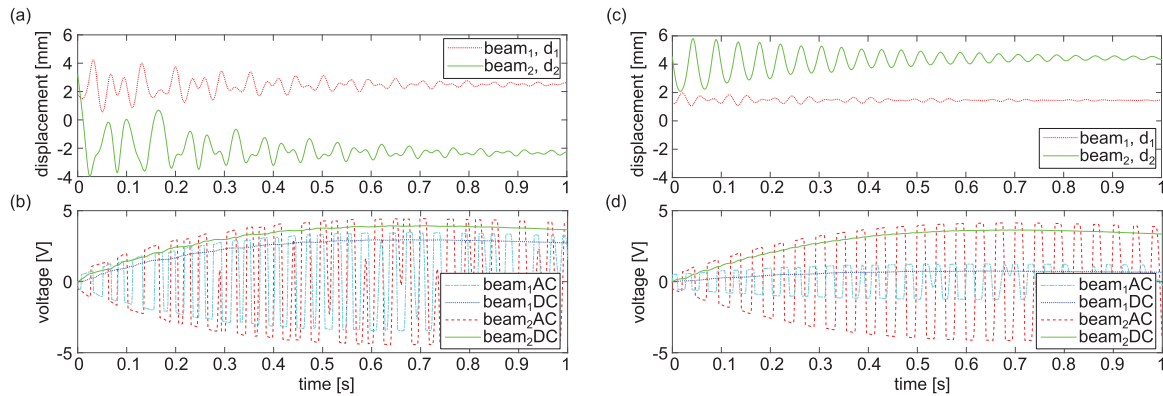 (a)
displacement [mm]
6
4
2
0
-2
-4
beam₁, d₁
beam₂, d₂
0 0.1 0.2 0.3 0.4 0.5 0.6 0.7 0.8 0.9 1
(b)
voltage [V]
5
0
-5
beam₁AC
beam₁DC
beam₂AC
beam₂DC
0 0.1 0.2 0.3 0.4 0.5 0.6 0.7 0.8 0.9 1
time [s]
(c)
displacement [mm]
6
4
2
0
-2
-4
beam₁, d₁
beam₂, d₂
0 0.1 0.2 0.3 0.4 0.5 0.6 0.7 0.8 0.9 1
(d)
voltage [V]
5
0
-5
beam₁AC
beam₁DC
beam₂AC
beam₂DC
0 0.1 0.2 0.3 0.4 0.5 0.6 0.7 0.8 0.9 1
time [s]